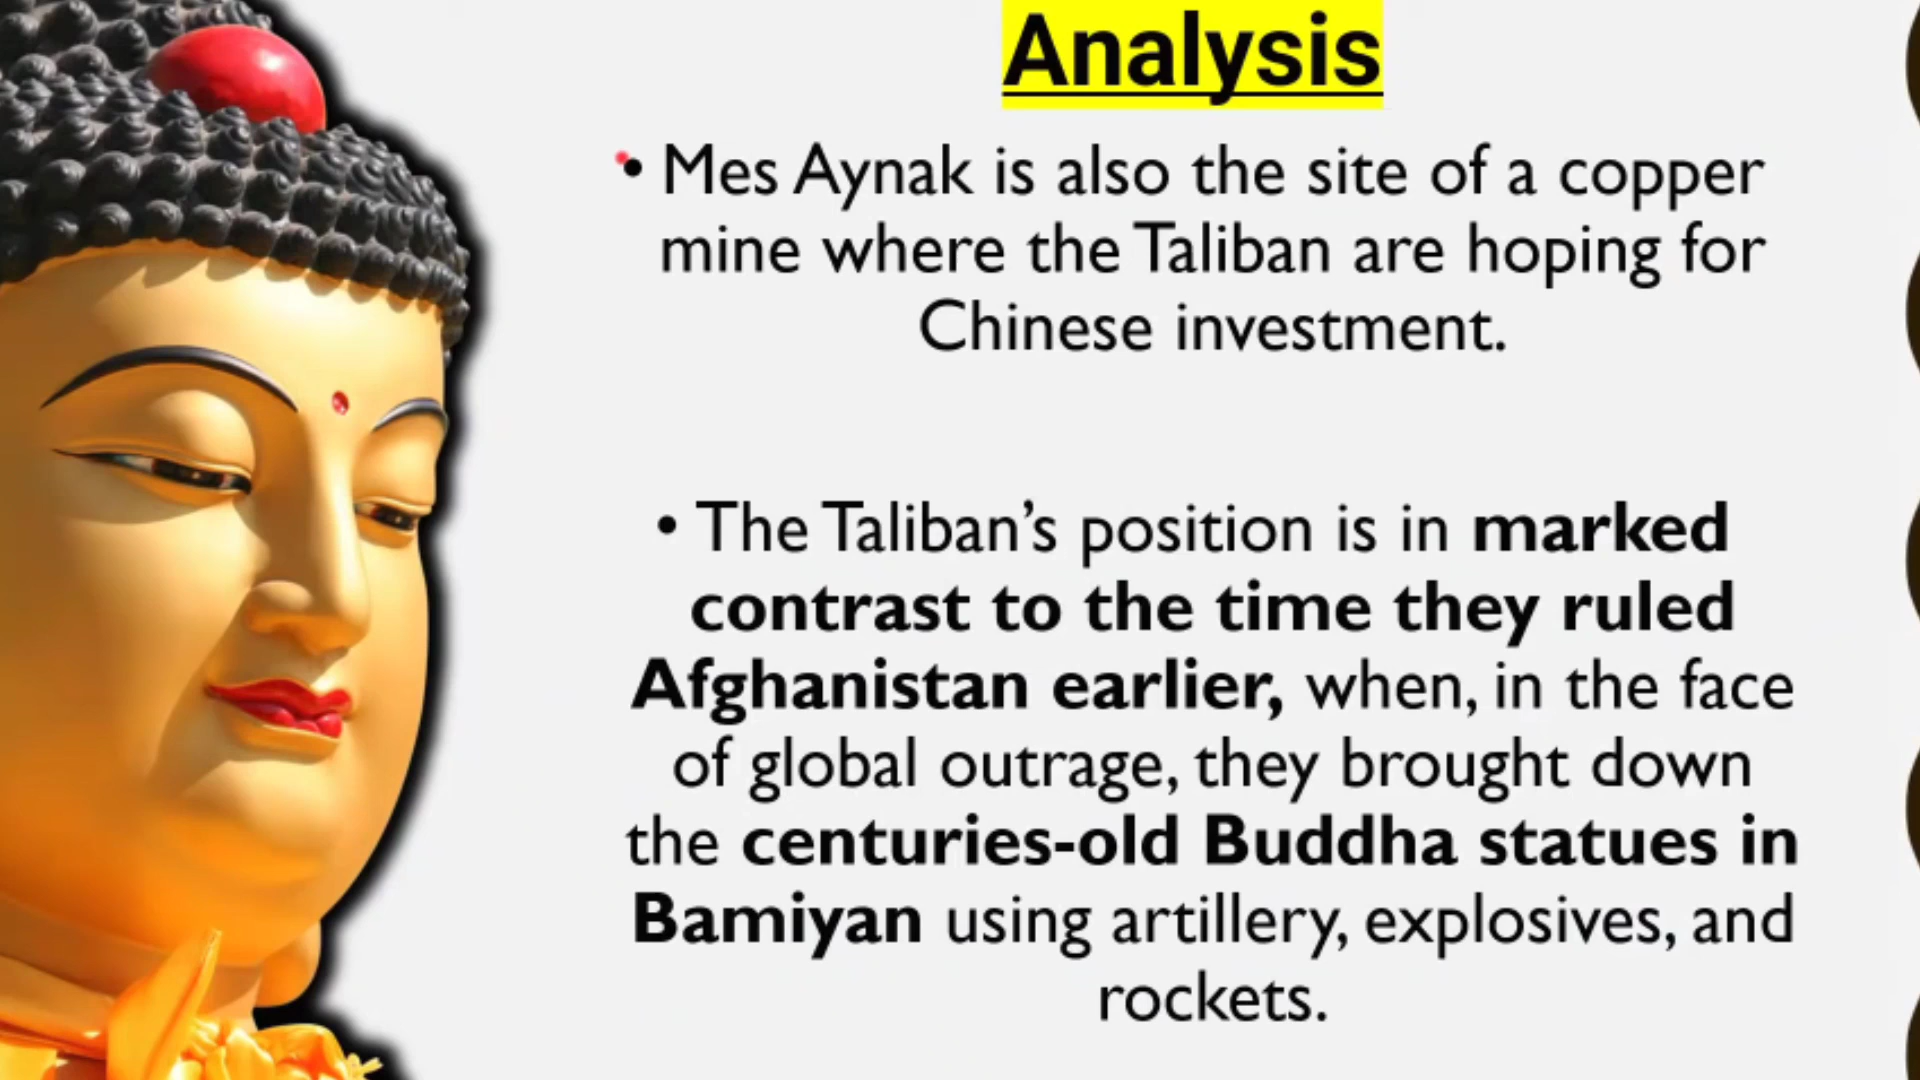 Analysis
• Mes Aynak is also the site of a copper
mine where the Taliban are hoping for
Chinese investment.
• The Taliban’s position is in marked
contrast to the time they ruled
Afghanistan earlier, when, in the face
of global outrage, they brought down
the centuries-old Buddha statues in
Bamiyan using artillery, explosives, and
rockets.